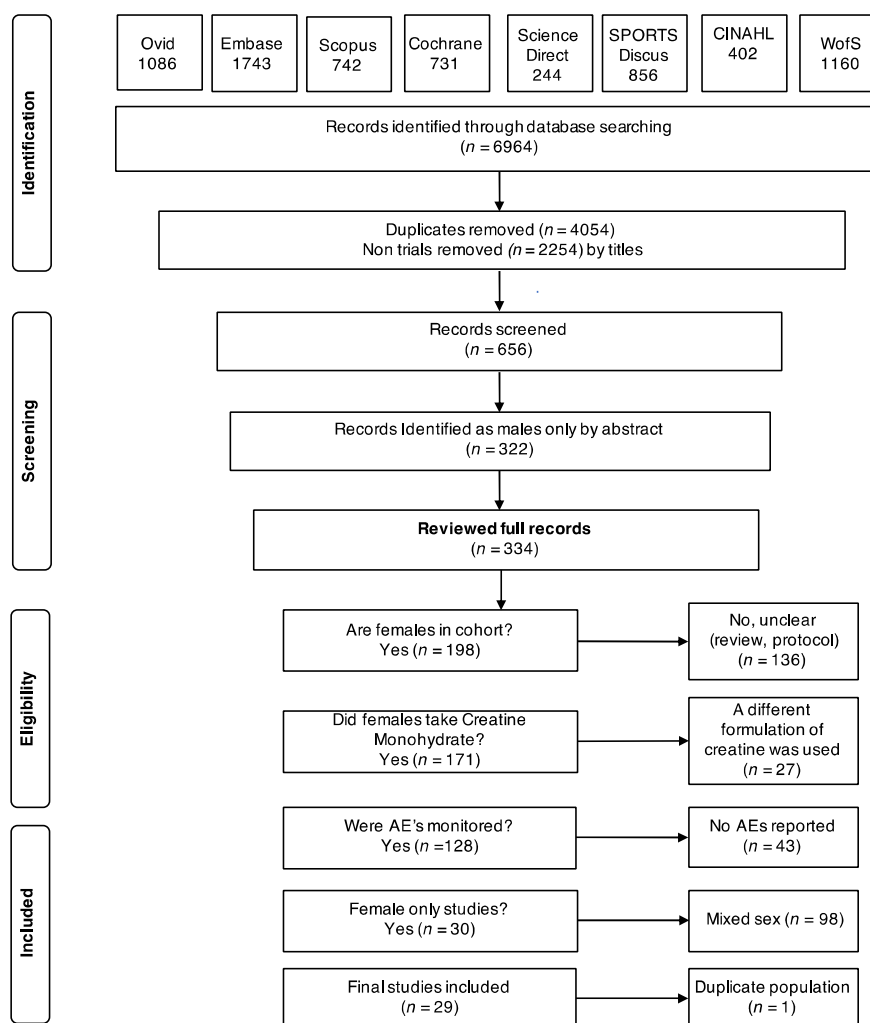 Ovid
1086
Embase
1743
Scopus
742
Cochrane
731
Science
Direct
244
SPORTS
Discus
856
CINAHL
402
WofS
1160
Identification
Records identified through database searching
(n = 6964)
Duplicates removed (n = 4054)
Non trials removed (n = 2254) by titles
Screening
Records screened
(n = 656)
Records Identified as males only by abstract
(n = 322)
Reviewed full records
(n = 334)
Eligibility
Are females in cohort?
Yes (n = 198)
No, unclear
(review, protocol)
(n = 136)
Did females take Creatine
Monohydrate?
Yes (n = 171)
A different
formulation of
creatine was used
(n = 27)
Included
Were AE's monitored?
Yes (n =128)
No AEs reported
(n = 43)
Female only studies?
Yes (n = 30)
Mixed sex (n = 98)
Final studies included
(n = 29)
Duplicate population
(n = 1)